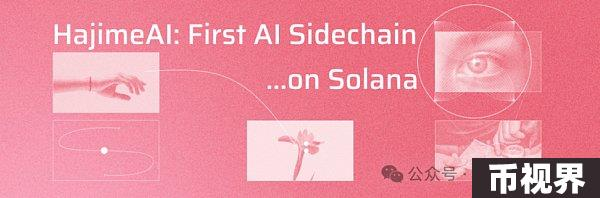 HajimeAI: First AI Sidechain
...on Solana
公众号 ·
币视界